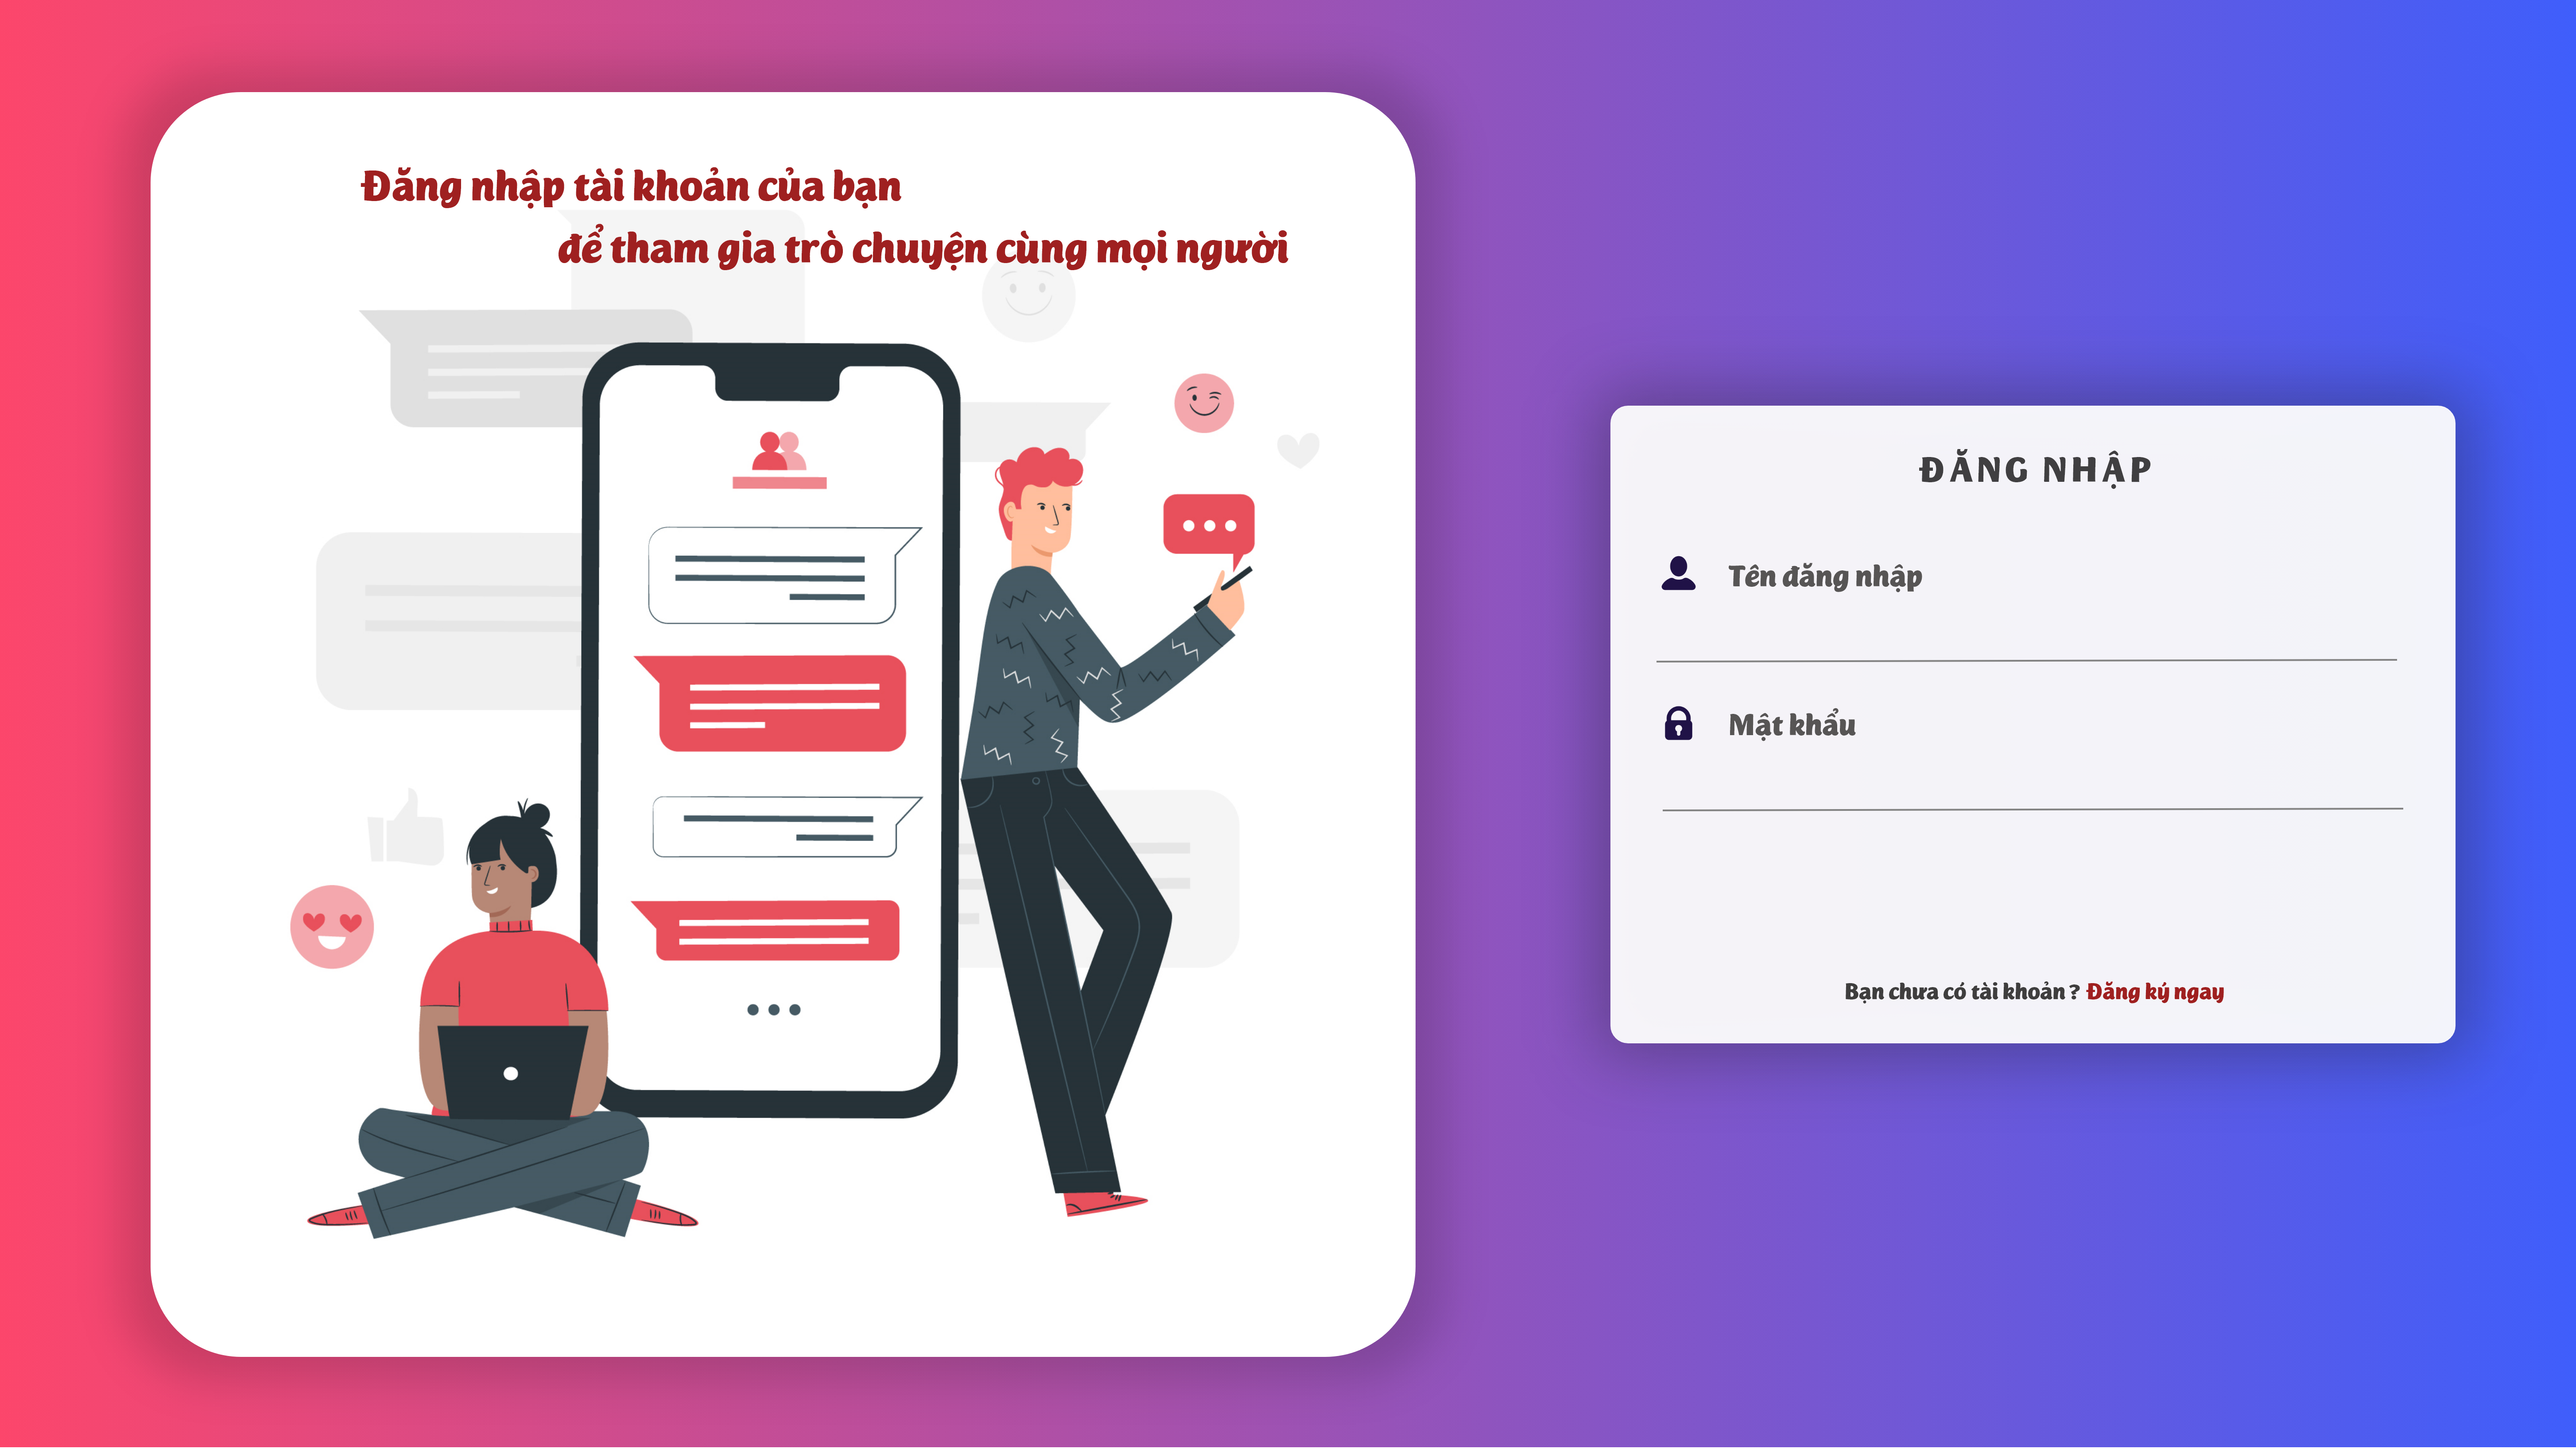 Đăng nhập tài khoản của bạn
để tham gia trò chuyện cùng mọi người
ĐĂNG NHẬP
Tên đăng nhập
Mật khẩu
Bạn chưa có tài khoản ? Đăng ký ngay